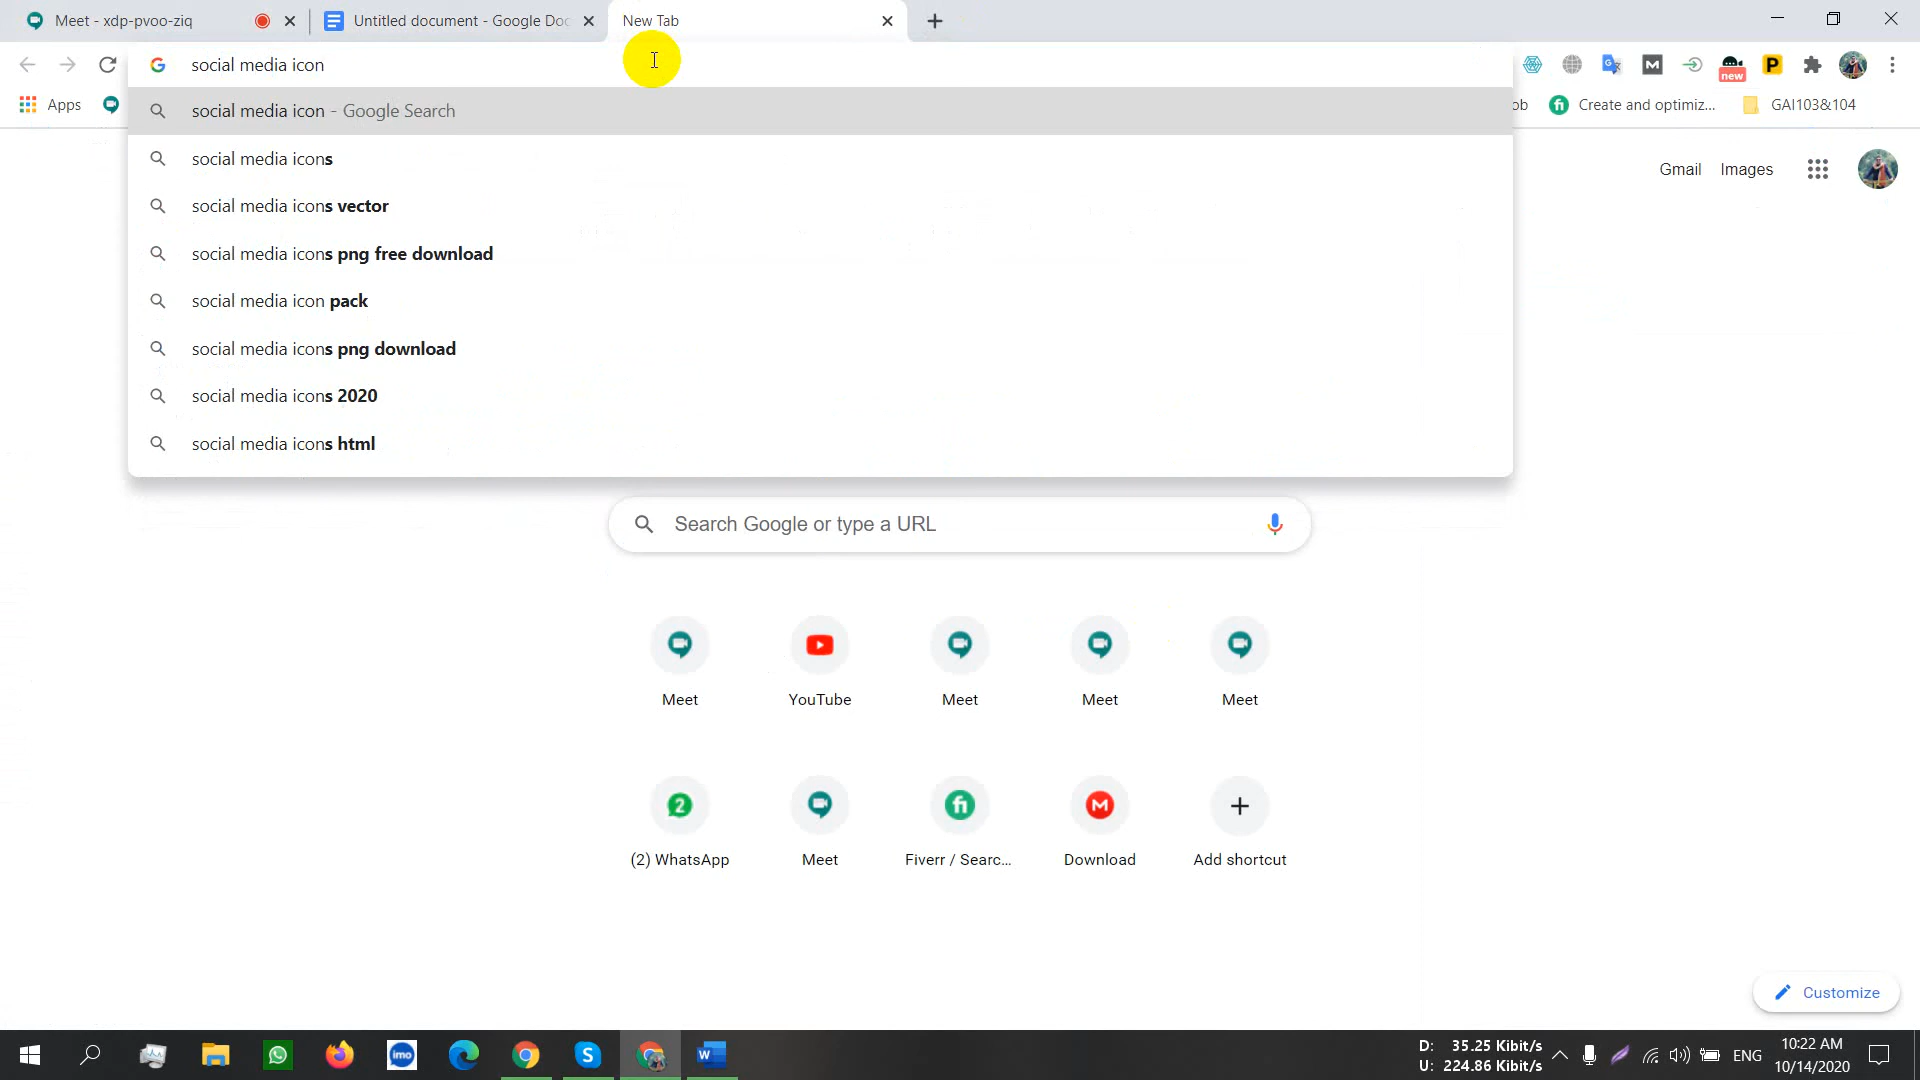 Meet - xdp-pvoo-ziq
Untitled document - Google Doc
New Tab
social media icon
new
P
M
Apps
ob
Create and optimiz...
GAI103&104
social media icon - Google Search
social media icons
social media icons vector
social media icons png free download
social media icon pack
social media icons png download
social media icons 2020
social media icons html
Gmail
Images
Search Google or type a URL
Meet
YouTube
Meet
Meet
Meet
2
fi
M
(2) WhatsApp
Meet
Fiverr / Searc...
Download
Add shortcut
Customize
imo
D: 35.25 Kibit/s
U: 224.86 Kibit/s
ENG
10:22 AM
10/14/2020